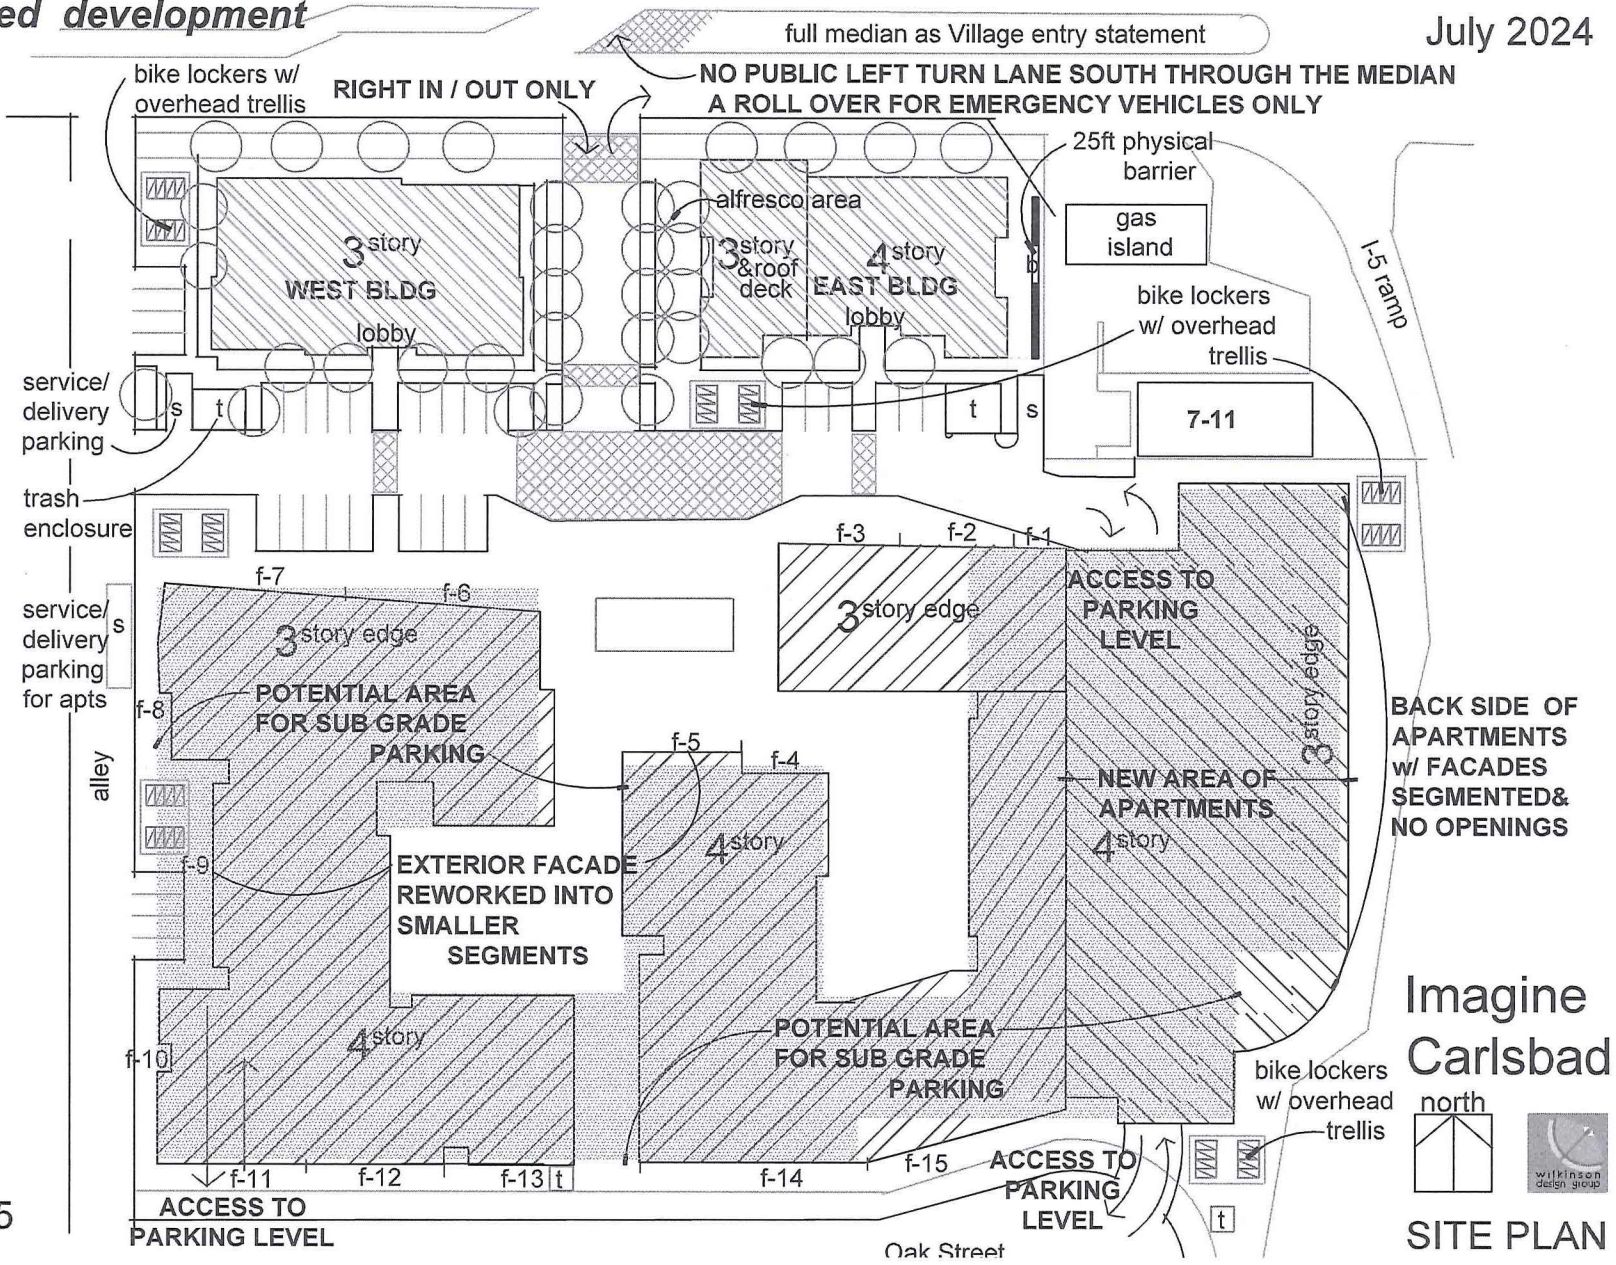 ed development
July 2024
full median as Village entry statement
NO PUBLIC LEFT TURN LANE SOUTH THROUGH THE MEDIAN
A ROLL OVER FOR EMERGENCY VEHICLES ONLY
bike lockers w/
overhead trellis
RIGHT IN / OUT ONLY
25ft physical
barrier
alfresco area
gas
island
3 story
WEST BLDG
lobby
3 story
& roof
deck
4 story
EAST BLDG
lobby
I-5 ramp
bike lockers
w/ overhead
trellis
service/
delivery
parking
s
t
t
s
7-11
trash
enclosure
f-3
f-2
f-1
f-7
f-6
3 story edge
3 story edge
ACCESS TO
PARKING
LEVEL
3 story edge
service/
delivery
parking
for apts
s
f-8
POTENTIAL AREA
FOR SUB GRADE
PARKING
f-5
f-4
BACK SIDE OF
APARTMENTS
w/ FACADES
SEGMENTED&
NO OPENINGS
alley
NEW AREA OF
APARTMENTS
4 story
4 story
f-9
EXTERIOR FACADE
REWORKED INTO
SMALLER
SEGMENTS
4 story
f-10
POTENTIAL AREA
FOR SUB GRADE
PARKING
Imagine
Carlsbad
bike lockers
w/ overhead
trellis
north
wilkinson
design group
f-11
f-12
f-13
t
f-14
f-15
ACCESS TO
PARKING
LEVEL
ACCESS TO
PARKING LEVEL
t
5
Oak Street
SITE PLAN